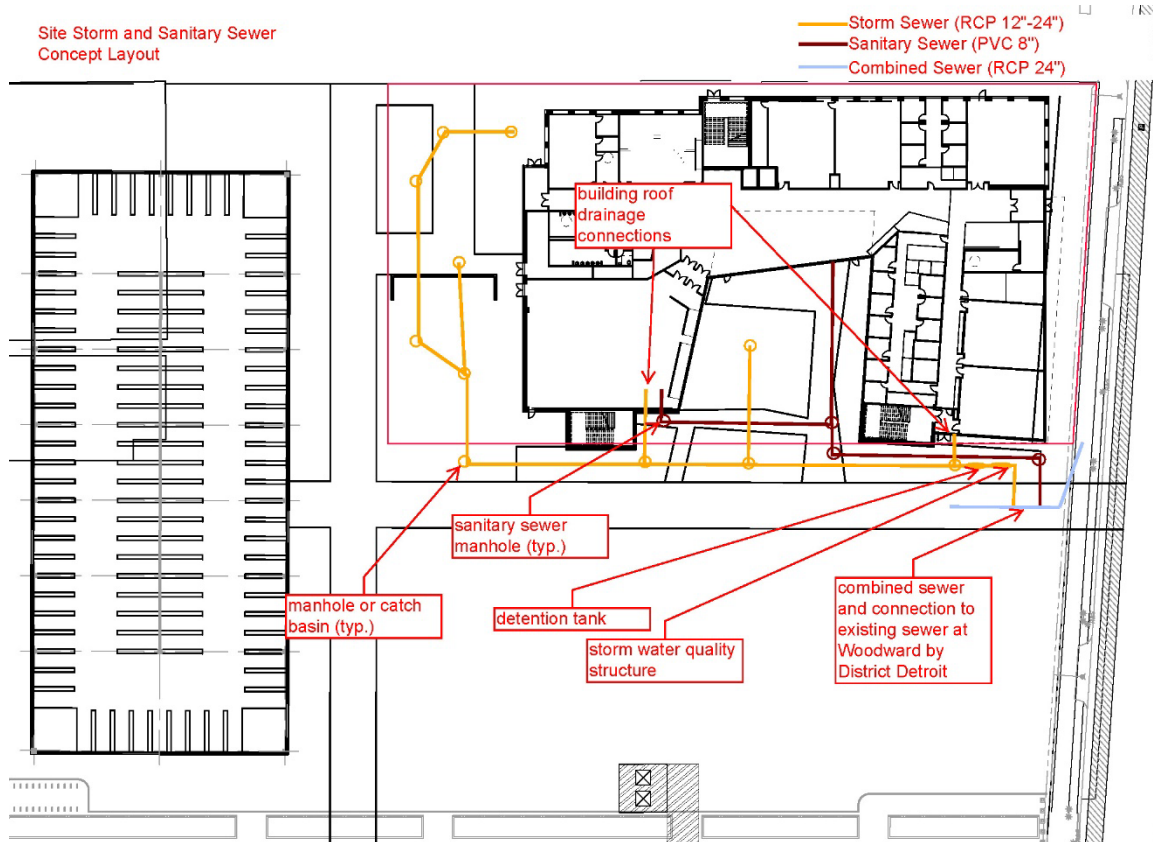 Site Storm and Sanitary Sewer
Concept Layout
Storm Sewer (RCP 12"-24")
Sanitary Sewer (PVC 8")
Combined Sewer (RCP 24")
building roof
drainage
connections
sanitary sewer
manhole (typ.)
manhole or catch
basin (typ.)
detention tank
storm water quality
structure
combined sewer
and connection to
existing sewer at
Woodward by
District Detroit